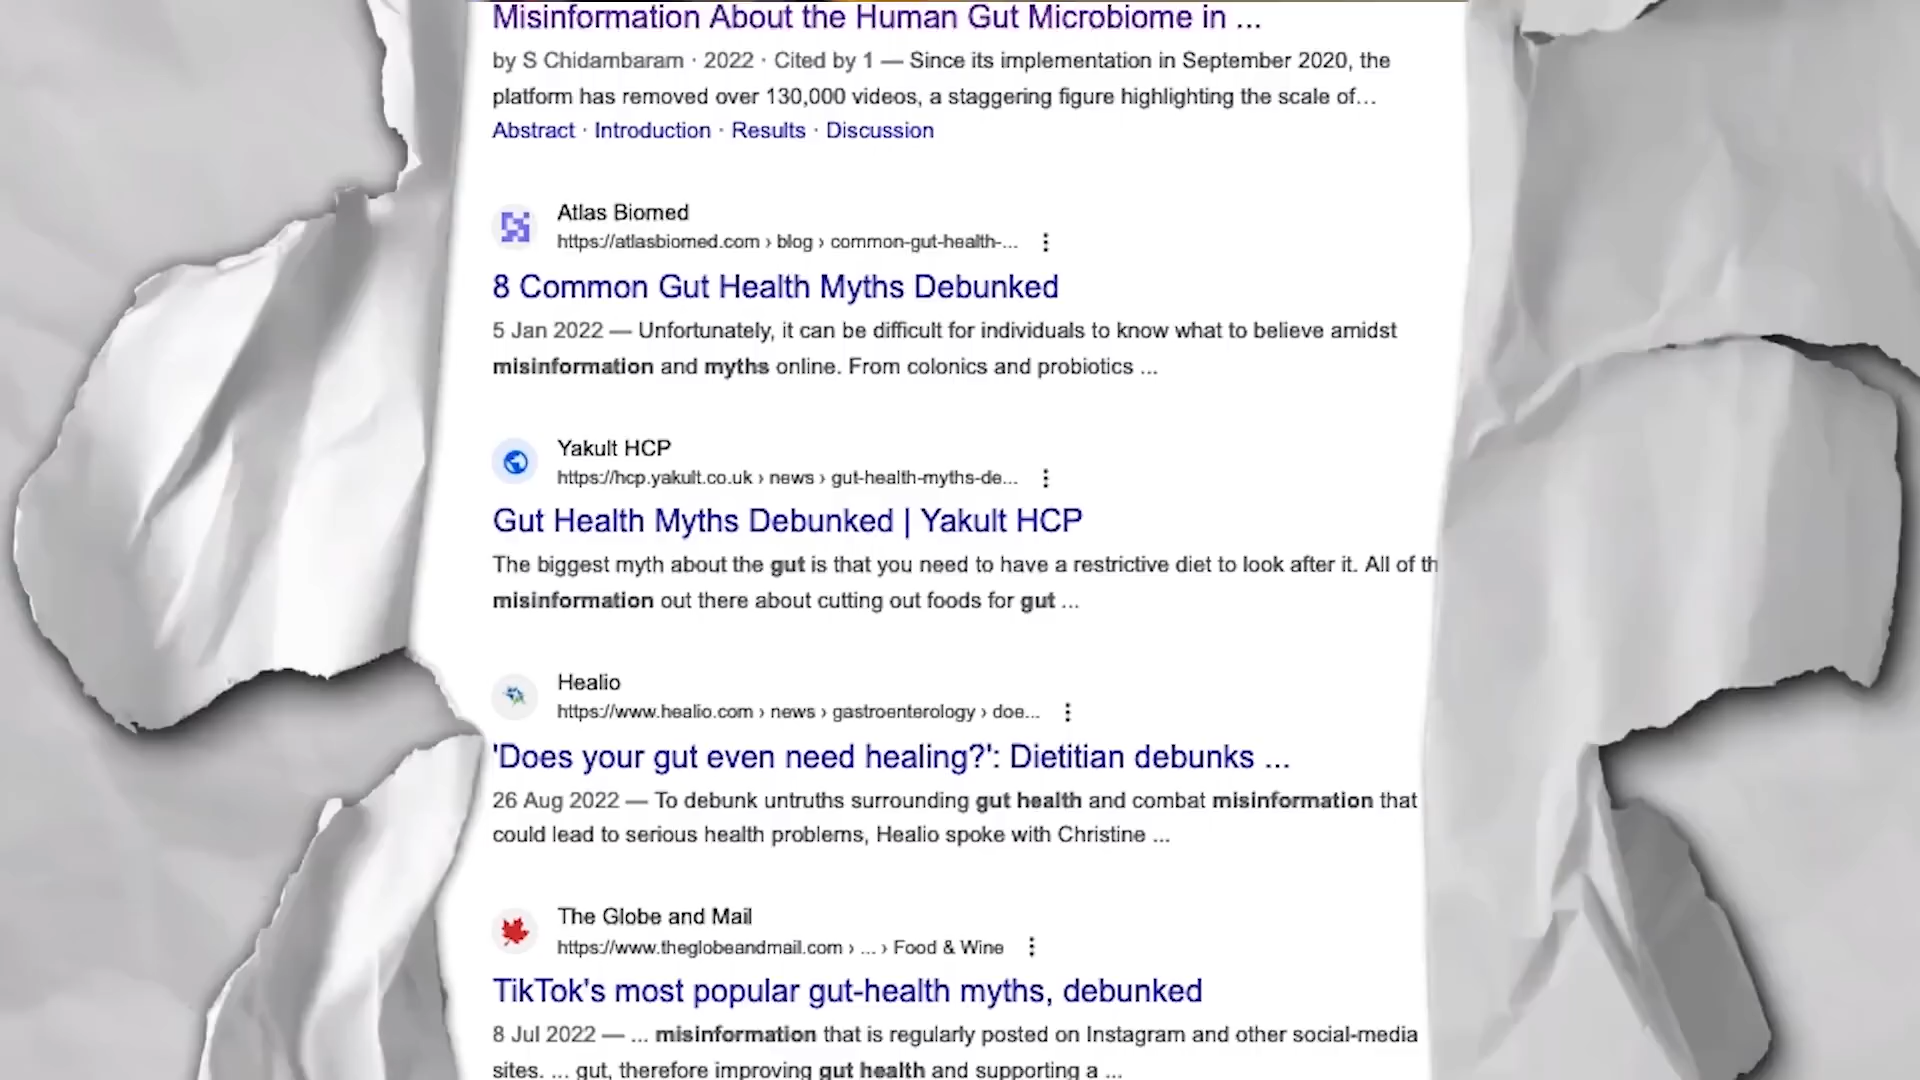 Misinformation About the Human Gut Microbiome in ...
by S Chidambaram · 2022 · Cited by 1 — Since its implementation in September 2020, the
platform has removed over 130,000 videos, a staggering figure highlighting the scale of...
Abstract · Introduction · Results · Discussion
Atlas Biomed
https://atlasbiomed.com › blog › common-gut-health-...
8 Common Gut Health Myths Debunked
5 Jan 2022 — Unfortunately, it can be difficult for individuals to know what to believe amidst
misinformation and myths online. From colonics and probiotics ...
Yakult HCP
https://hcp.yakult.co.uk › news › gut-health-myths-de...
Gut Health Myths Debunked | Yakult HCP
The biggest myth about the gut is that you need to have a restrictive diet to look after it. All of th
misinformation out there about cutting out foods for gut ...
Healio
https://www.healio.com › news › gastroenterology › doe...
'Does your gut even need healing?': Dietitian debunks ...
26 Aug 2022 — To debunk untruths surrounding gut health and combat misinformation that
could lead to serious health problems, Healio spoke with Christine ...
The Globe and Mail
https://www.theglobeandmail.com › ... › Food & Wine
TikTok's most popular gut-health myths, debunked
8 Jul 2022 — ... misinformation that is regularly posted on Instagram and other social-media
sites. ... gut, therefore improving gut health and supporting a ...